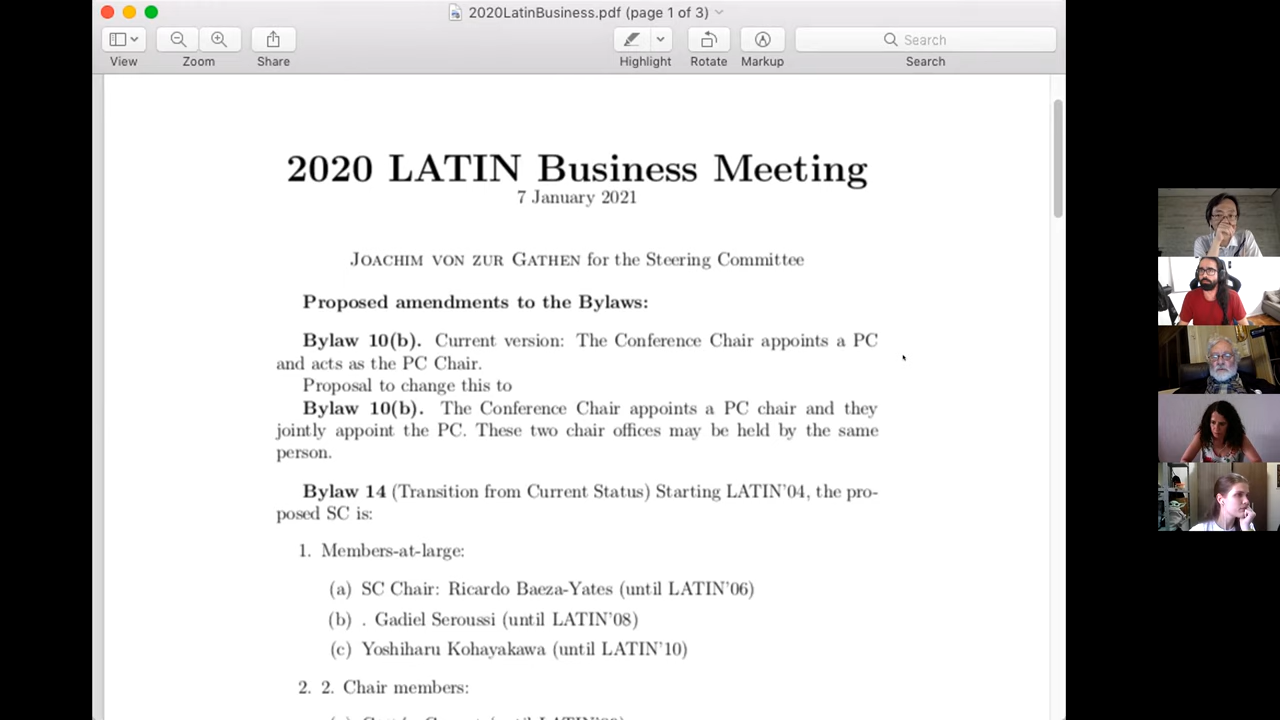 2020LatinBusiness.pdf (page 1 of 3)
View Zoom Share Highlight Rotate Markup Search
Search
2020 LATIN Business Meeting
7 January 2021
JOACHIM VON ZUR GATHEN for the Steering Committee
Proposed amendments to the Bylaws:
Bylaw 10(b). Current version: The Conference Chair appoints a PC
and acts as the PC Chair.
Proposal to change this to
Bylaw 10(b). The Conference Chair appoints a PC chair and they
jointly appoint the PC. These two chair offices may be held by the same
person.
Bylaw 14 (Transition from Current Status) Starting LATIN'04, the pro-
posed SC is:
1. Members-at-large:
(a) SC Chair: Ricardo Baeza-Yates (until LATIN'06)
(b) . Gadiel Seroussi (until LATIN'08)
(c) Yoshiharu Kohayakawa (until LATIN'10)
2. 2. Chair members: